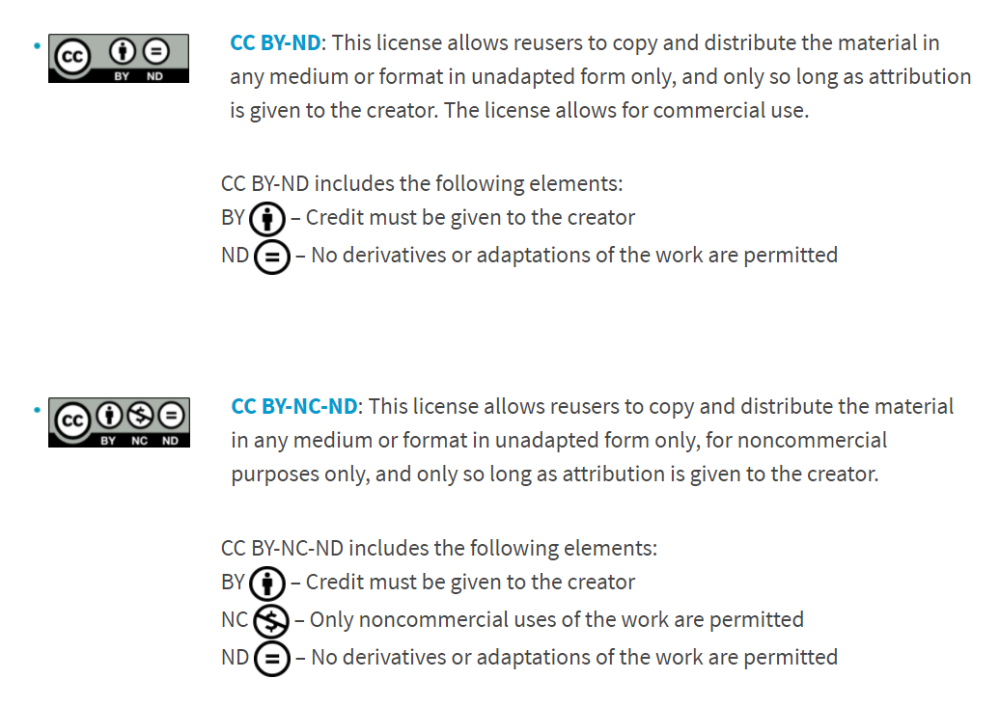 cc BY ND
CC BY-ND: This license allows reusers to copy and distribute the material in
any medium or format in unadapted form only, and only so long as attribution
is given to the creator. The license allows for commercial use.
CC BY-ND includes the following elements:
BY – Credit must be given to the creator
ND – No derivatives or adaptations of the work are permitted
cc BY NC ND
CC BY-NC-ND: This license allows reusers to copy and distribute the material
in any medium or format in unadapted form only, for noncommercial
purposes only, and only so long as attribution is given to the creator.
CC BY-NC-ND includes the following elements:
BY – Credit must be given to the creator
NC – Only noncommercial uses of the work are permitted
ND – No derivatives or adaptations of the work are permitted